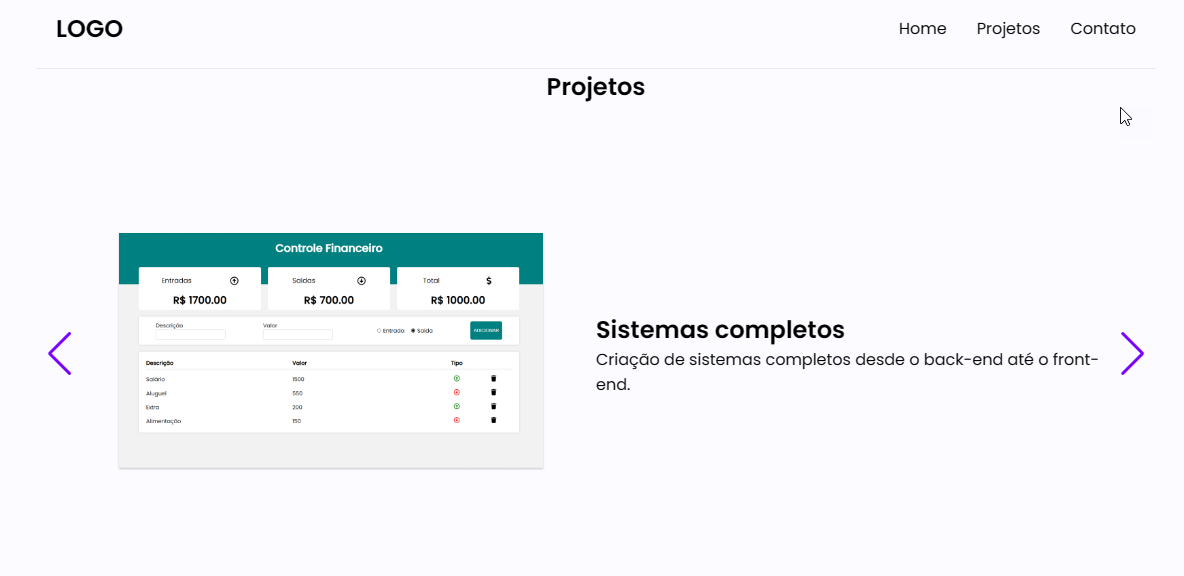 LOGO
Home Projetos Contato
Projetos
Controle Financeiro
Entradas Saídas Total $
R$ 1700.00 R$ 700.00 R$ 1000.00
Descrição Valor
Entrada Saída ADICIONAR
Descrição Valor Tipo
Salário 1500
Aluguel 550
Extra 200
Alimentação 150
Sistemas completos
Criação de sistemas completos desde o back-end até o front-
end.